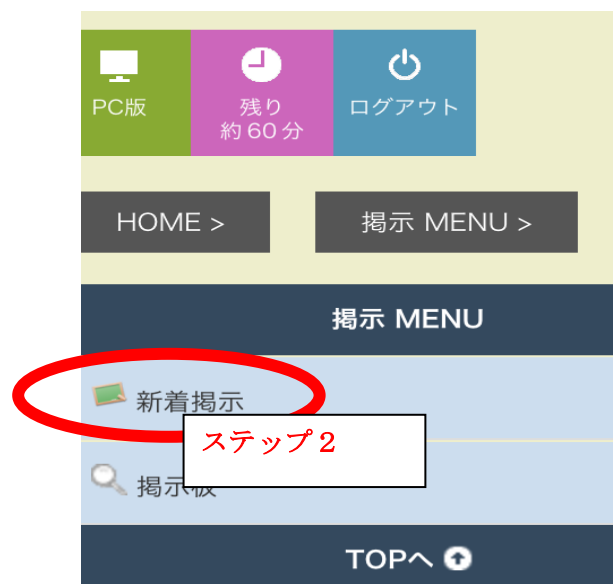 PC版
残り
約60分
ログアウト
HOME >
掲示 MENU >
掲示 MENU
新着掲示
ステップ２
掲示板
TOPへ